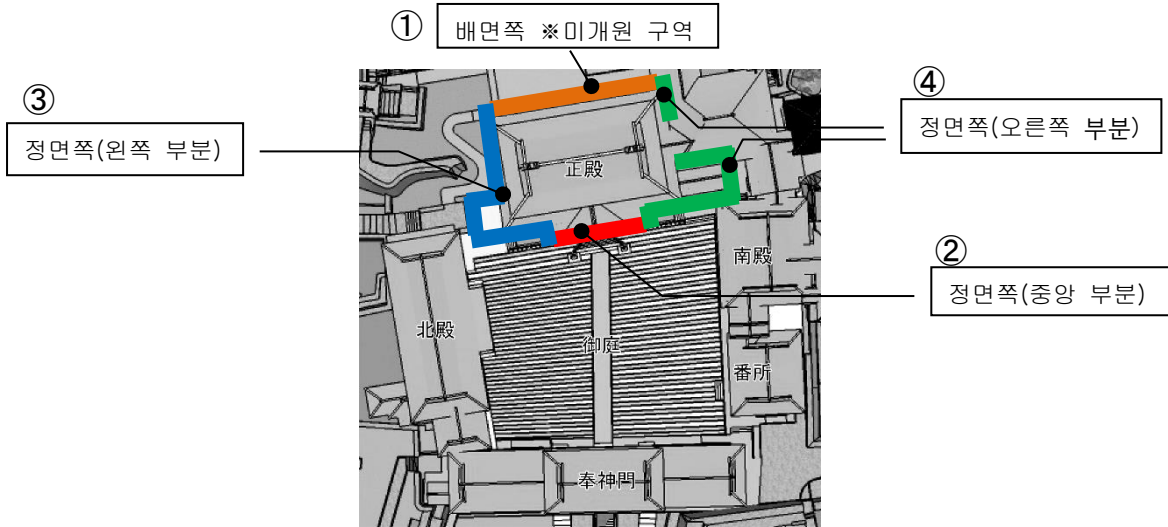 ① 배면쪽 ※미개원 구역
③
정면쪽(왼쪽 부분)
④
정면쪽(오른쪽 부분)
正殿
②
정면쪽(중앙 부분)
南殿
北殿
御庭
番所
奉神門